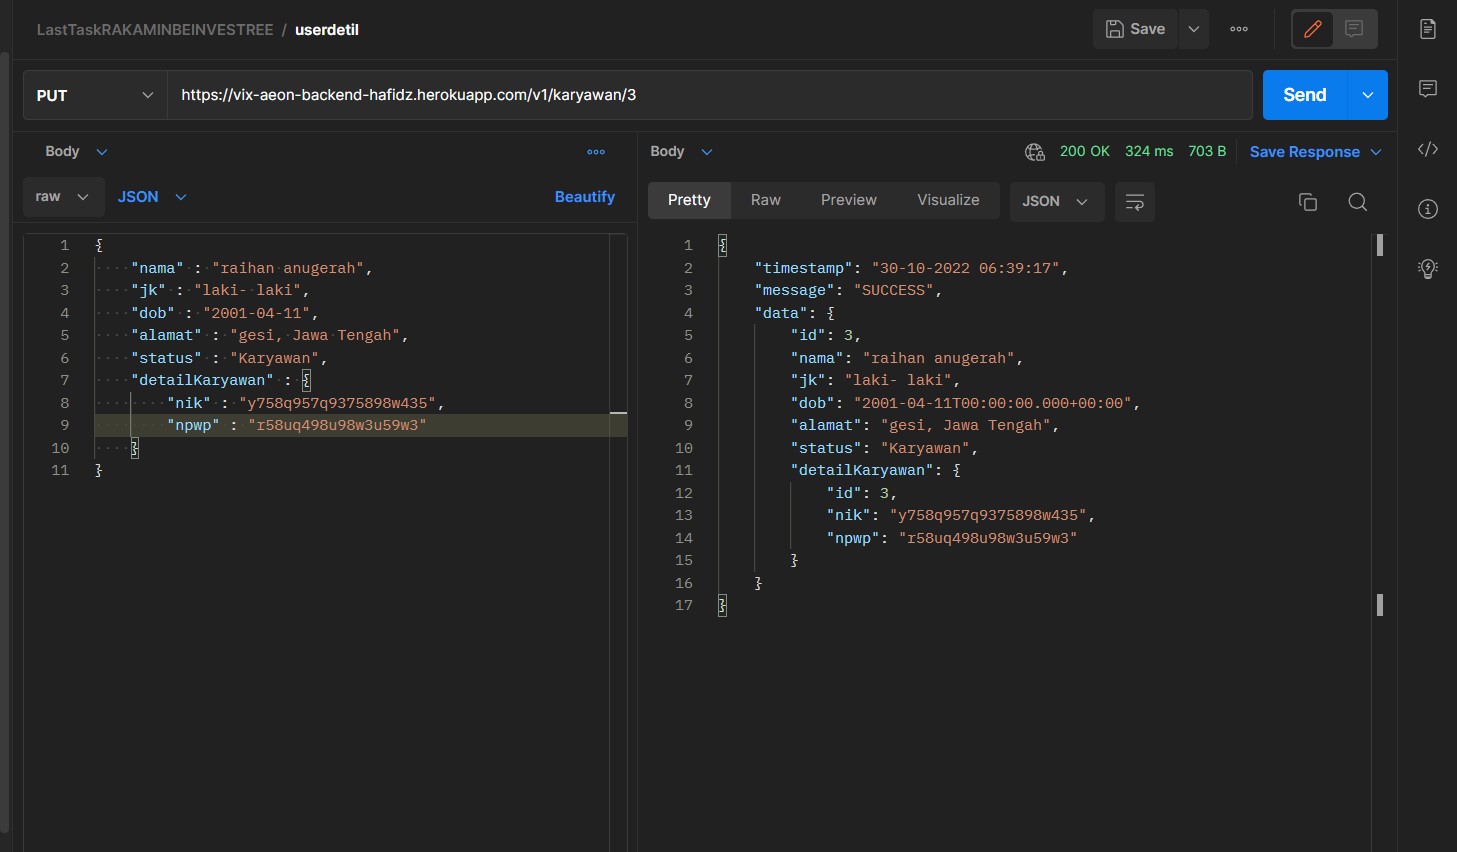 LastTaskRAKAMINBEINVESTREE / userdetil
Save
PUT
https://vix-aeon-backend-hafidz.herokuapp.com/v1/karyawan/3
Send
Body
raw
JSON
Beautify
1 {
2 "nama" : "raihan anugerah",
3 "jk" : "laki- laki",
4 "dob" : "2001-04-11",
5 "alamat" : "gesi, Jawa Tengah",
6 "status" : "Karyawan",
7 "detailKaryawan" : {
8 "nik" : "y758q957q9375898w435",
9 "npwp" : "r58uq498u98w3u59w3"
10 }
11 }
Body
200 OK 324 ms 703 B Save Response
Pretty Raw Preview Visualize JSON
1 {
2 "timestamp": "30-10-2022 06:39:17",
3 "message": "SUCCESS",
4 "data": {
5 "id": 3,
6 "nama": "raihan anugerah",
7 "jk": "laki- laki",
8 "dob": "2001-04-11T00:00:00.000+00:00",
9 "alamat": "gesi, Jawa Tengah",
10 "status": "Karyawan",
11 "detailKaryawan": {
12 "id": 3,
13 "nik": "y758q957q9375898w435",
14 "npwp": "r58uq498u98w3u59w3"
15 }
16 }
17 }